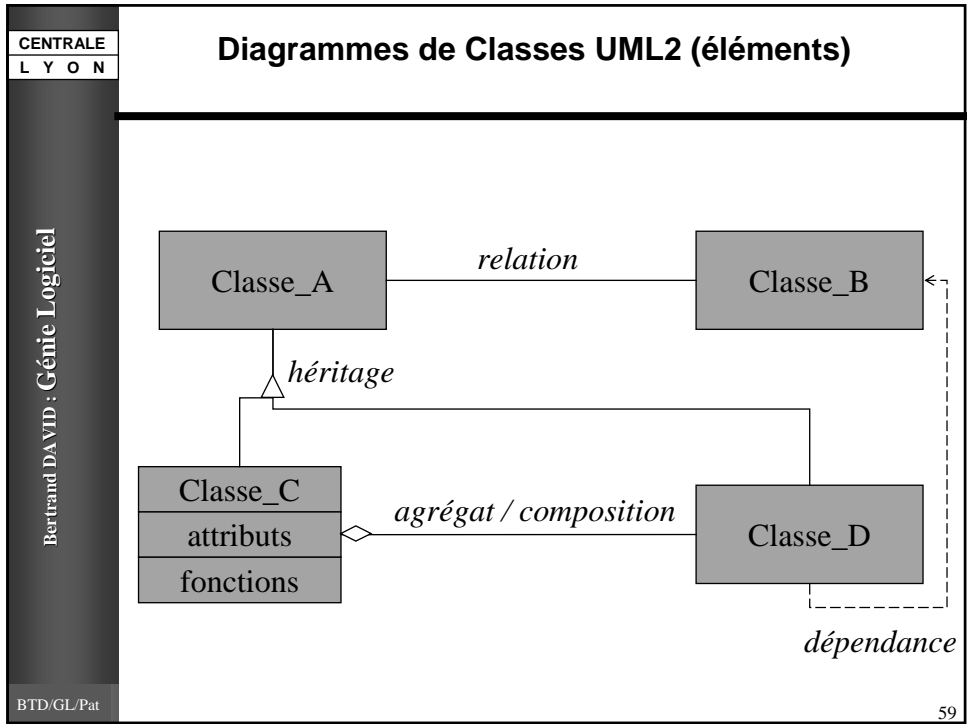 CENTRALE
L Y O N
Diagrammes de Classes UML2 (éléments)
Bertrand DAVID : Génie Logiciel
Classe_A
relation
Classe_B
héritage
Classe_C
attributs
fonctions
agrégat / composition
Classe_D
dépendance
BTD/GL/Pat
59